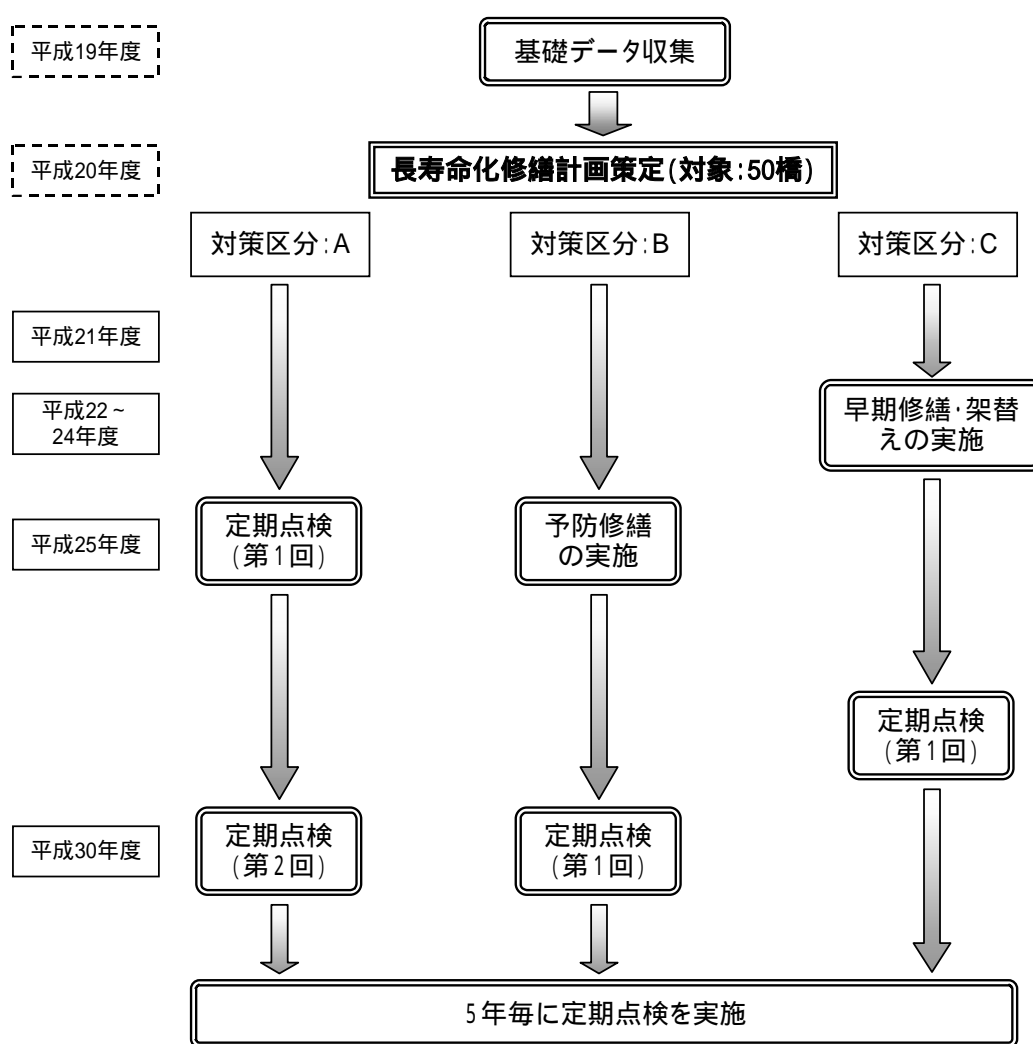 平成19年度
基礎データ収集
平成20年度
長寿命化修繕計画策定(対象:50橋)
対策区分:A
対策区分:B
対策区分:C
平成21年度
平成22~
24年度
早期修繕・架替
えの実施
平成25年度
定期点検
(第1回)
予防修繕
の実施
定期点検
(第1回)
平成30年度
定期点検
(第2回)
定期点検
(第1回)
5年毎に定期点検を実施